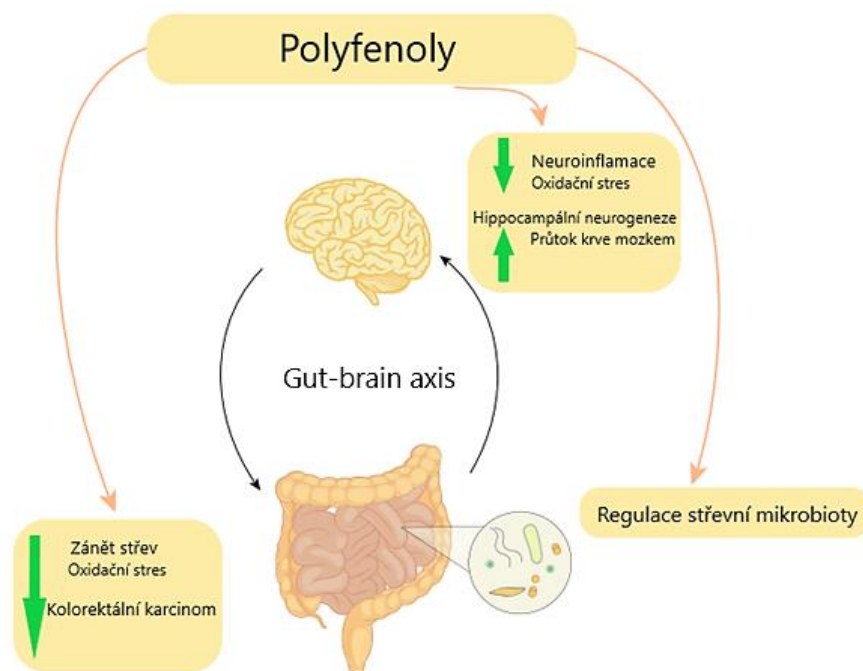 Polyfenoly
Neuroinflamace
Oxidační stres
Hippocampální neurogeneze
Průtok krve mozkem
Gut-brain axis
Regulace střevní mikrobioty
Zánět střev
Oxidační stres
Kolorektální karcinom